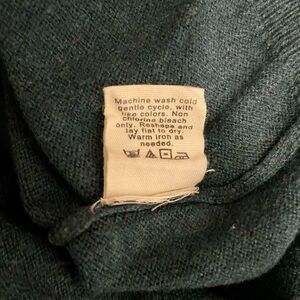 Machine wash cold
gentle cycle, with
like colors. Non
chlorine bleach
only. Reshape and
lay flat to dry.
Warm iron as
needed.